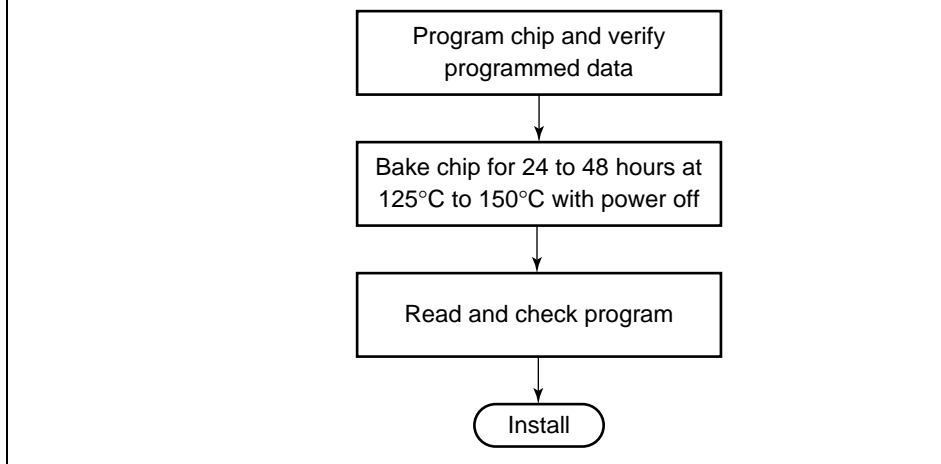 Program chip and verify
programmed data
Bake chip for 24 to 48 hours at
125°C to 150°C with power off
Read and check program
Install